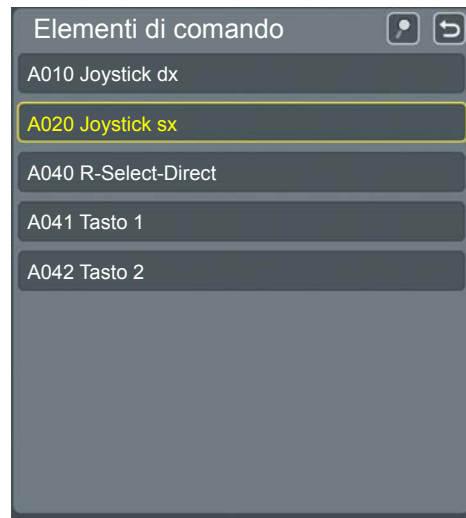 Elementi di comando
A010 Joystick dx
A020 Joystick sx
A040 R-Select-Direct
A041 Tasto 1
A042 Tasto 2